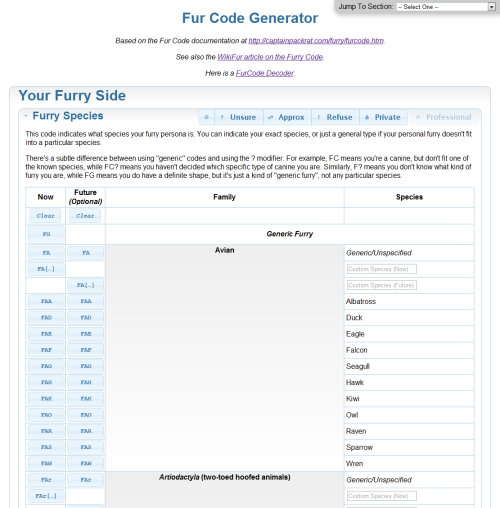 Jump To Section: -- Select One --
Fur Code Generator
Based on the Fur Code documentation at http://captainpackrat.com/furry/furcode.htm.
See also the WikiFur article on the Furry Code.
Here is a FurCode Decoder.
Your Furry Side
Furry Species
? Unsure Approx Refuse Private Professional
This code indicates what species your furry persona is. You can indicate your exact species, or just a general type if your personal furry doesn't fit
into a particular species.
There's a subtle difference between using "generic" codes and using the ? modifier. For example, FC means you're a canine, but don't fit one of
the known species, while FC? means you haven't decided which specific type of canine you are. Similarly, F? means you don't know what kind of
furry you are, while FG means you do have a definite shape, but it's just a kind of "generic furry", not any particular species.
Now Future (Optional) Family Species
Clear Clear
FG Generic Furry
FA FA Avian Generic/Unspecified
FA[…] Custom Species (Now)
FA[…] Custom Species (Future)
FAA FAA Albatross
FAD FAD Duck
FAE FAE Eagle
FAF FAF Falcon
FAG FAG Seagull
FAH FAH Hawk
FAK FAK Kiwi
FAO FAO Owl
FAR FAR Raven
FAS FAS Sparrow
FAW FAW Wren
FAr FAr Artiodactyla (two-toed hoofed animals) Generic/Unspecified
FAr[…] Custom Species (Now)